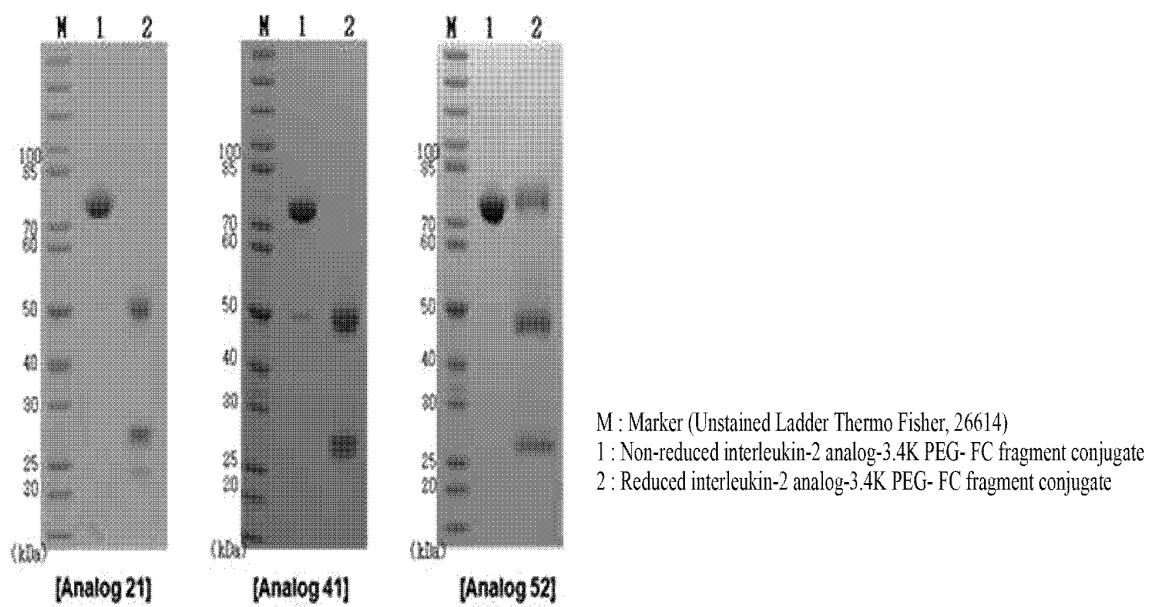 M 1 2
100
85
70
60
50
40
30
25
20
(kDa)
[Analog 21]
M 1 2
100
85
70
60
50
40
30
25
20
(kDa)
[Analog 41]
M 1 2
100
85
70
60
50
40
30
25
20
(kDa)
[Analog 52]
M : Marker (Unstained Ladder Thermo Fisher, 26614)
1 : Non-reduced interleukin-2 analog-3.4K PEG- FC fragment conjugate
2 : Reduced interleukin-2 analog-3.4K PEG- FC fragment conjugate